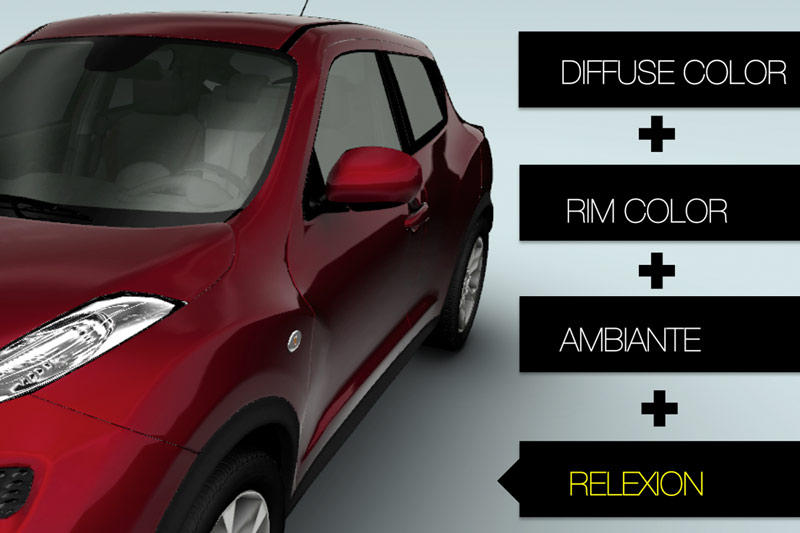 DIFFUSE COLOR
+
RIM COLOR
+
AMBIANTE
+
RELEXION